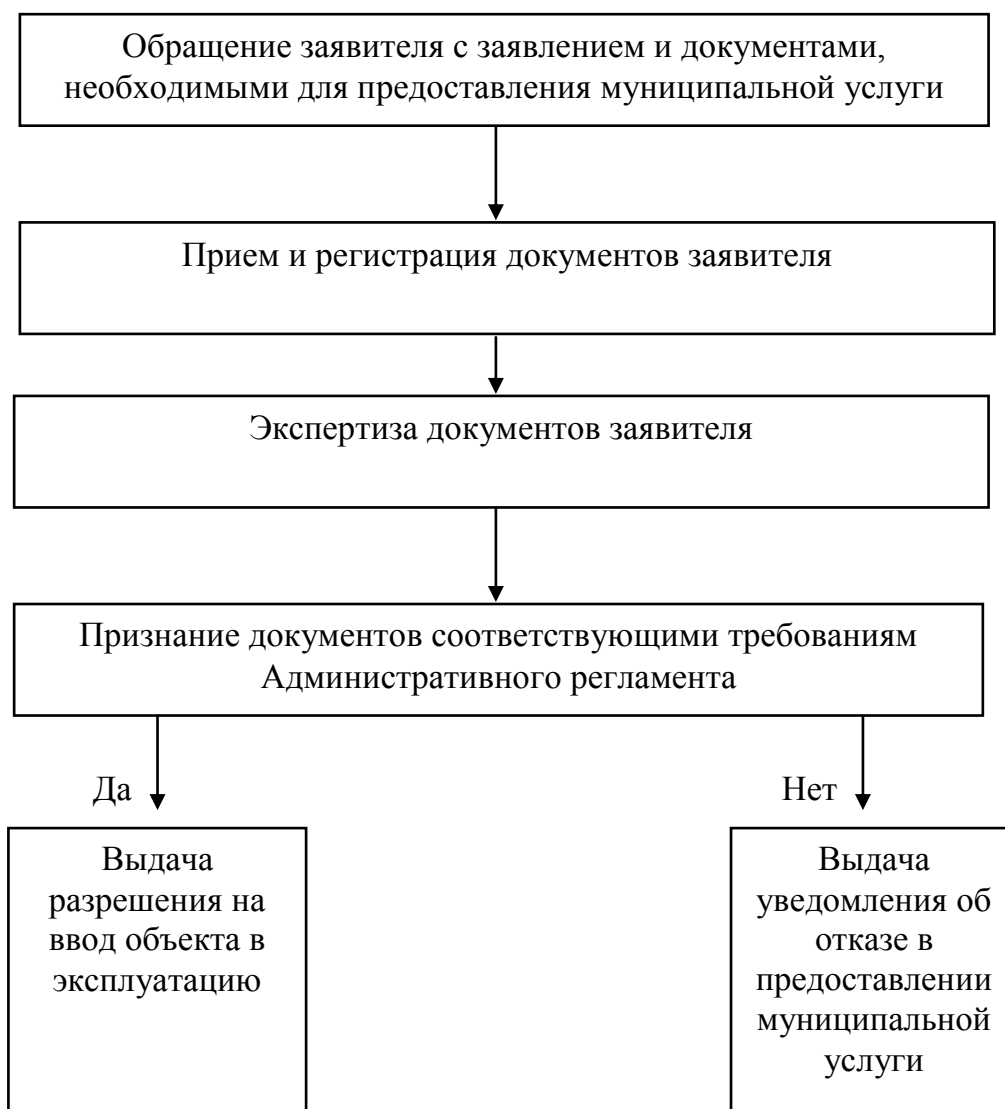 Обращение заявителя с заявлением и документами,
необходимыми для предоставления муниципальной услуги
Прием и регистрация документов заявителя
Экспертиза документов заявителя
Признание документов соответствующими требованиям
Административного регламента
Да
Нет
Выдача
разрешения на
ввод объекта в
эксплуатацию
Выдача
уведомления об
отказе в
предоставлении
муниципальной
услуги